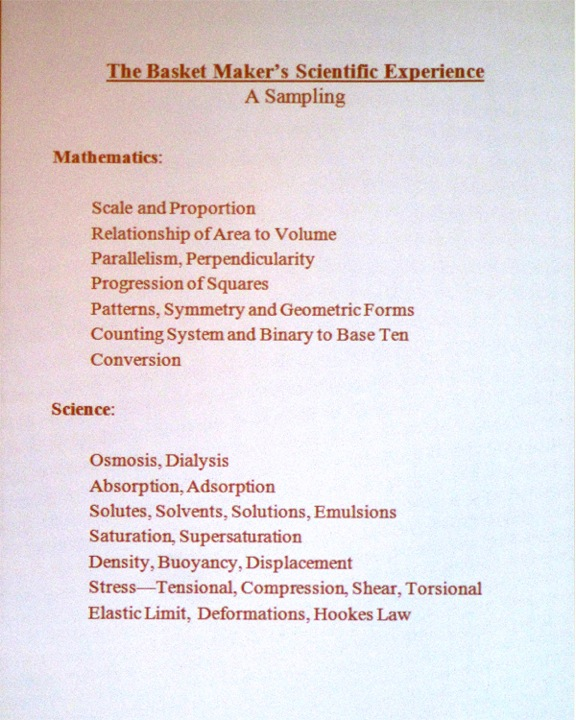 The Basket Maker's Scientific Experience
A Sampling
Mathematics:
Scale and Proportion
Relationship of Area to Volume
Parallelism, Perpendicularity
Progression of Squares
Patterns, Symmetry and Geometric Forms
Counting System and Binary to Base Ten
Conversion
Science:
Osmosis, Dialysis
Absorption, Adsorption
Solutes, Solvents, Solutions, Emulsions
Saturation, Supersaturation
Density, Buoyancy, Displacement
Stress—Tensional, Compression, Shear, Torsional
Elastic Limit, Deformations, Hookes Law